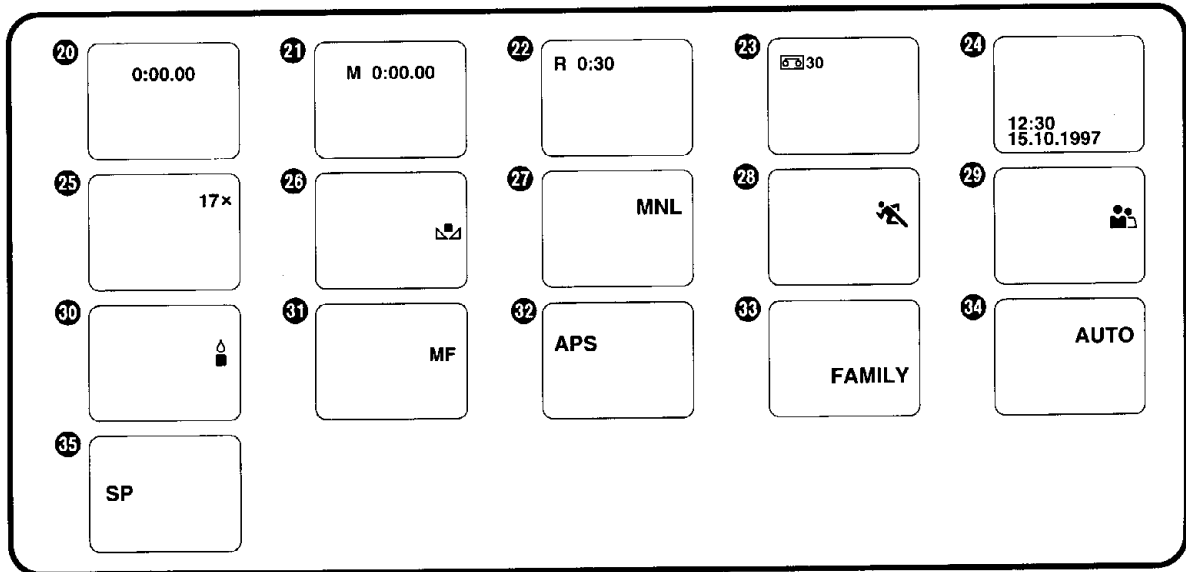 20 0:00.00
21 M 0:00.00
22 R 0:30
23 30
24 12:30
15.10.1997
25 17×
26
27 MNL
28
29
30
31 MF
32 APS
33 FAMILY
34 AUTO
35 SP